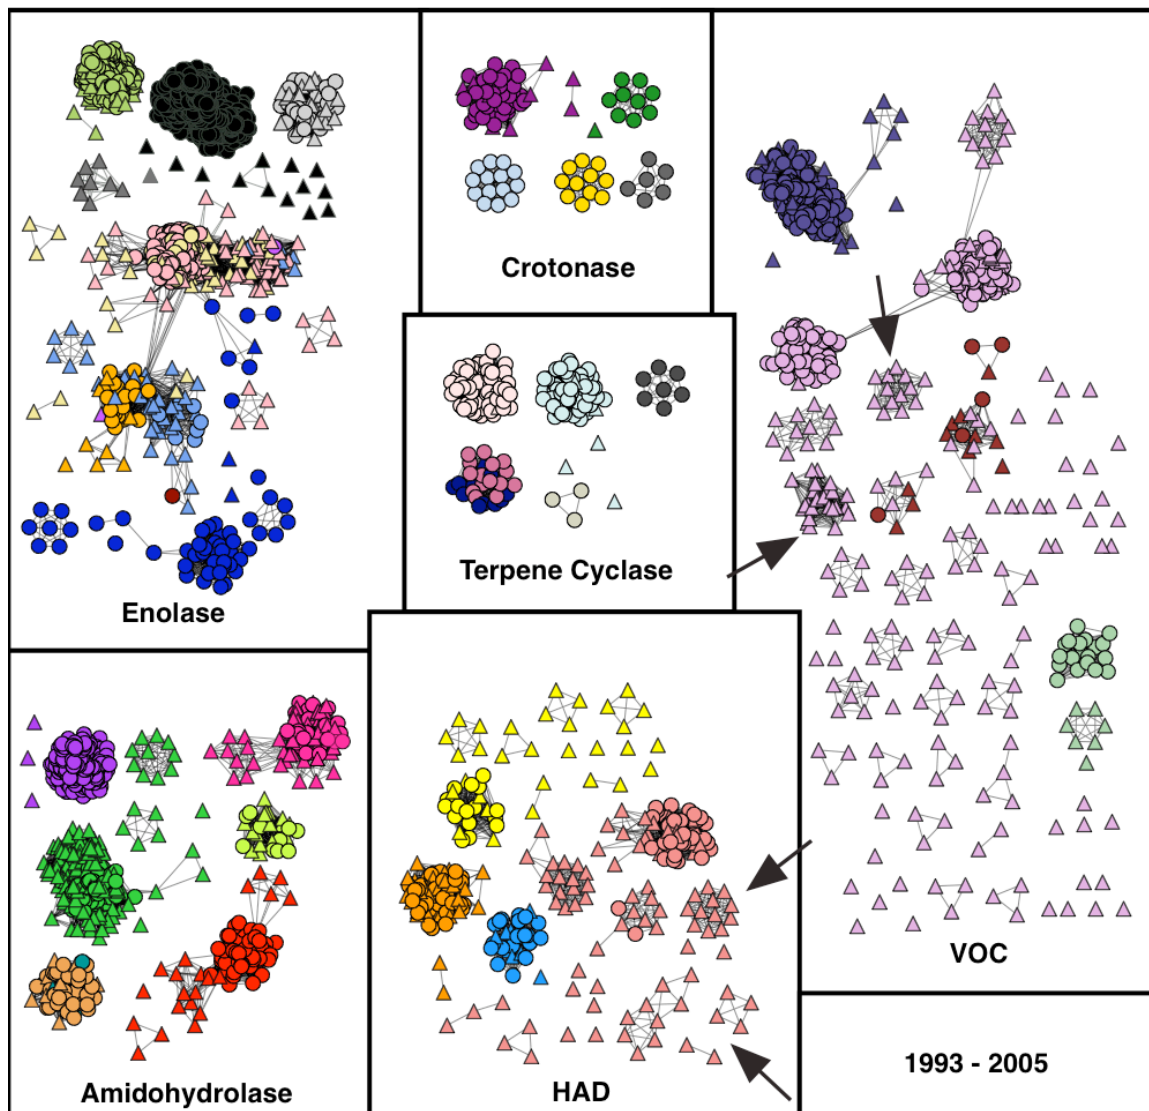 Crotonase
Terpene Cyclase
Enolase
VOC
Amidohydrolase
HAD
1993 - 2005